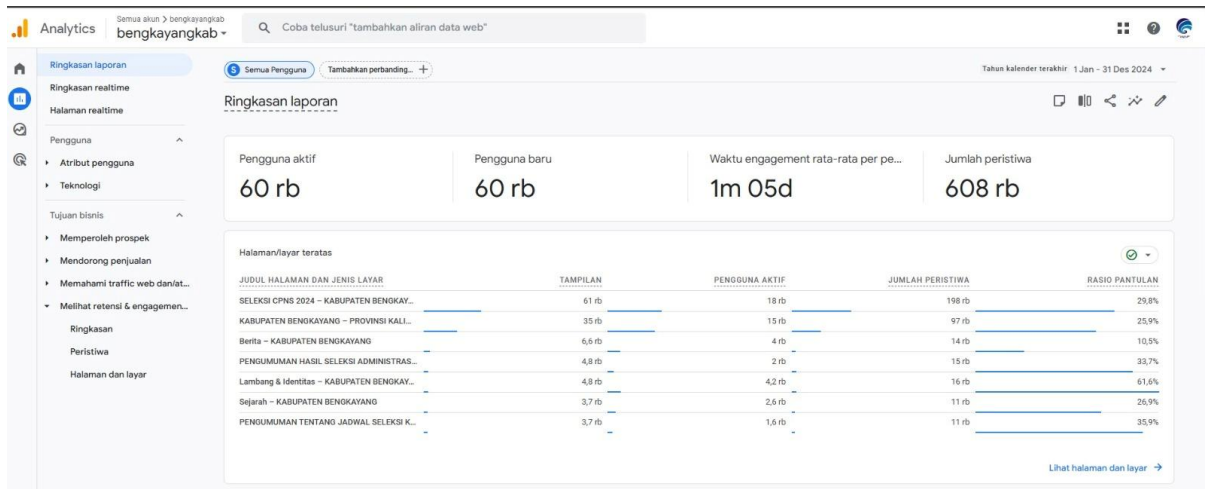 Analytics
Semua akun > bengkayangkab
bengkayangkab
Coba telusuri "tambahkan aliran data web"
Ringkasan laporan
Ringkasan realtime
Halaman realtime
Pengguna
Atribut pengguna
Teknologi
Tujuan bisnis
Memperoleh prospek
Mendorong penjualan
Memahami traffic web dan/at...
Melihat retensi & engagemen...
Ringkasan
Peristiwa
Halaman dan layar
S Semua Pengguna
Tambahkan perbanding... +
Tahun kalender terakhir 1 Jan - 31 Des 2024
Ringkasan laporan
Pengguna aktif
60 rb
Pengguna baru
60 rb
Waktu engagement rata-rata per pe...
1m 05d
Jumlah peristiwa
608 rb
Halaman/layar teratas
JUDUL HALAMAN DAN JENIS LAYAR TAMPILAN PENGGUNA AKTIF JUMLAH PERISTIWA RASIO PANTULAN
SELEKSI CPNS 2024 – KABUPATEN BENGKAY... 61 rb 18 rb 198 rb 29,8%
KABUPATEN BENGKAYANG – PROVINSI KALI... 35 rb 15 rb 97 rb 25,9%
Berita – KABUPATEN BENGKAYANG 6,6 rb 4 rb 14 rb 10,5%
PENGUMUMAN HASIL SELEKSI ADMINISTRAS... 4,8 rb 2 rb 15 rb 33,7%
Lambang & Identitas – KABUPATEN BENGKAY... 4,8 rb 4,2 rb 16 rb 61,6%
Sejarah – KABUPATEN BENGKAYANG 3,7 rb 2,6 rb 11 rb 26,9%
PENGUMUMAN TENTANG JADWAL SELEKSI K... 3,7 rb 1,6 rb 11 rb 35,9%
Lihat halaman dan layar →